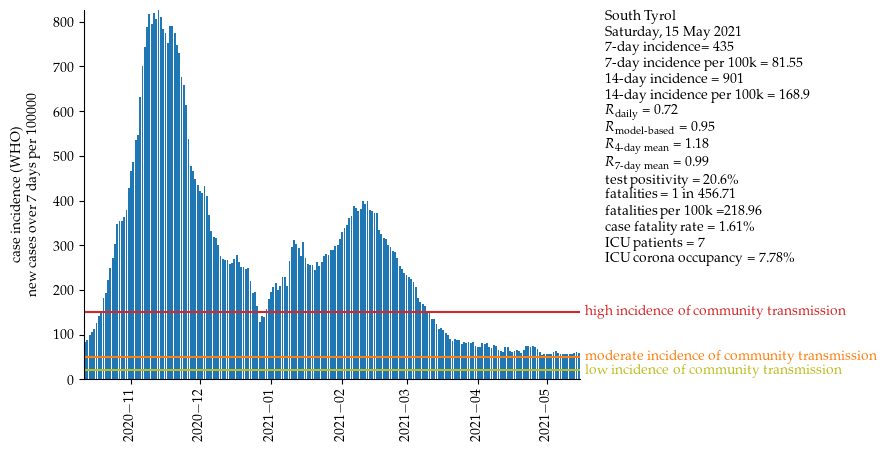 case incidence (WHO)
new cases over 7 days per 100000
800
700
600
500
400
300
200
100
0
2020−11
2020−12
2021−01
2021−02
2021−03
2021−04
2021−05
South Tyrol
Saturday, 15 May 2021
7-day incidence= 435
7-day incidence per 100k = 81.55
14-day incidence = 901
14-day incidence per 100k = 168.9
R daily = 0.72
R model-based = 0.95
R 4-day mean = 1.18
R 7-day mean = 0.99
test positivity = 20.6%
fatalities = 1 in 456.71
fatalities per 100k =218.96
case fatality rate = 1.61%
ICU patients = 7
ICU corona occupancy = 7.78%
high incidence of community transmission
moderate incidence of community transmission
low incidence of community transmission